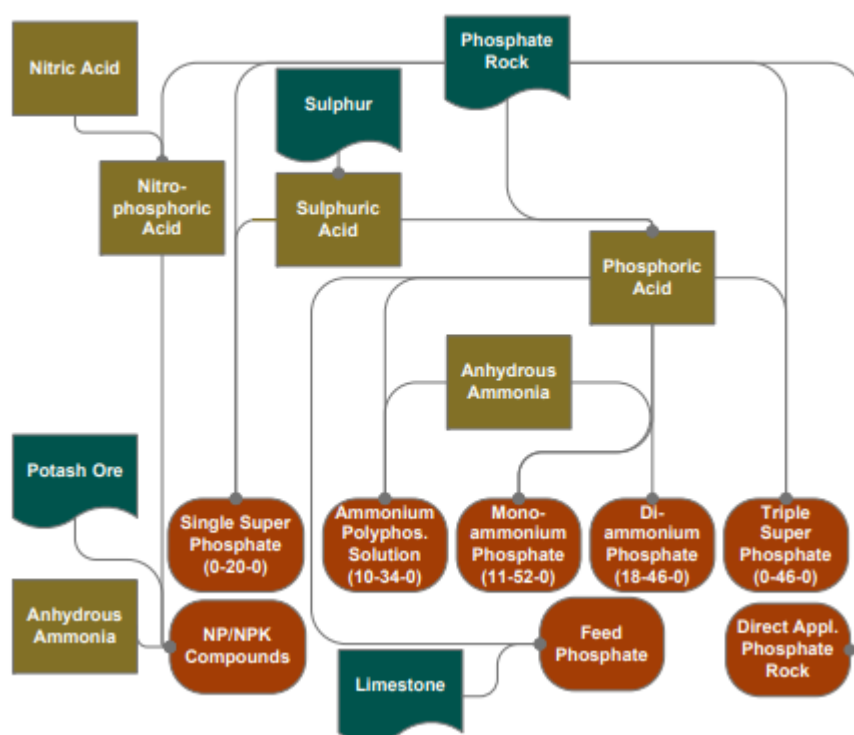 Nitric Acid
Phosphate
Rock
Sulphur
Nitro-
phosphoric
Acid
Sulphuric
Acid
Phosphoric
Acid
Anhydrous
Ammonia
Potash Ore
Single Super
Phosphate
(0-20-0)
Ammonium
Polyphos.
Solution
(10-34-0)
Mono-
ammonium
Phosphate
(11-52-0)
Di-
ammonium
Phosphate
(18-46-0)
Triple
Super
Phosphate
(0-46-0)
Anhydrous
Ammonia
NP/NPK
Compounds
Feed
Phosphate
Direct Appl.
Phosphate
Rock
Limestone